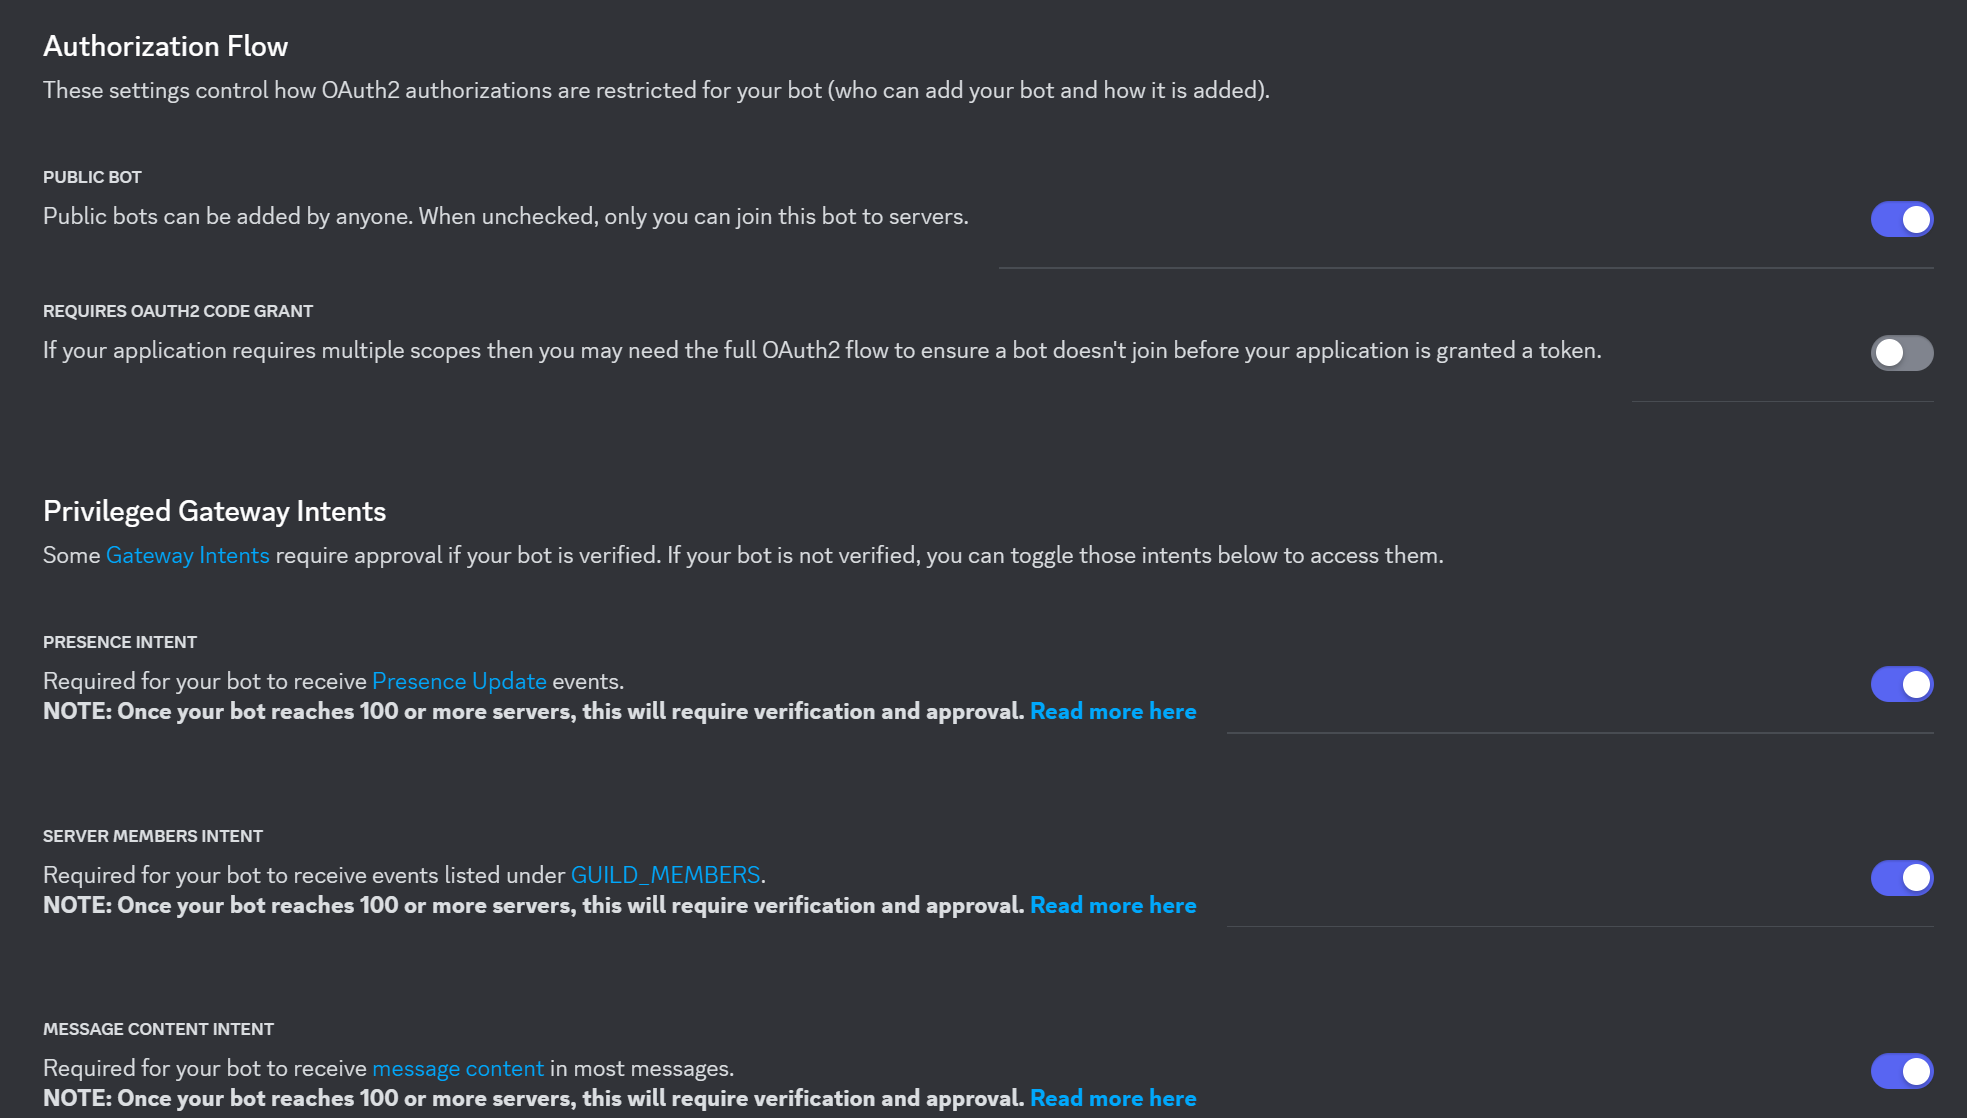 Authorization Flow
These settings control how OAuth2 authorizations are restricted for your bot (who can add your bot and how it is added).
PUBLIC BOT
Public bots can be added by anyone. When unchecked, only you can join this bot to servers.
REQUIRES OAUTH2 CODE GRANT
If your application requires multiple scopes then you may need the full OAuth2 flow to ensure a bot doesn't join before your application is granted a token.
Privileged Gateway Intents
Some Gateway Intents require approval if your bot is verified. If your bot is not verified, you can toggle those intents below to access them.
PRESENCE INTENT
Required for your bot to receive Presence Update events.
NOTE: Once your bot reaches 100 or more servers, this will require verification and approval. Read more here
SERVER MEMBERS INTENT
Required for your bot to receive events listed under GUILD_MEMBERS.
NOTE: Once your bot reaches 100 or more servers, this will require verification and approval. Read more here
MESSAGE CONTENT INTENT
Required for your bot to receive message content in most messages.
NOTE: Once your bot reaches 100 or more servers, this will require verification and approval. Read more here